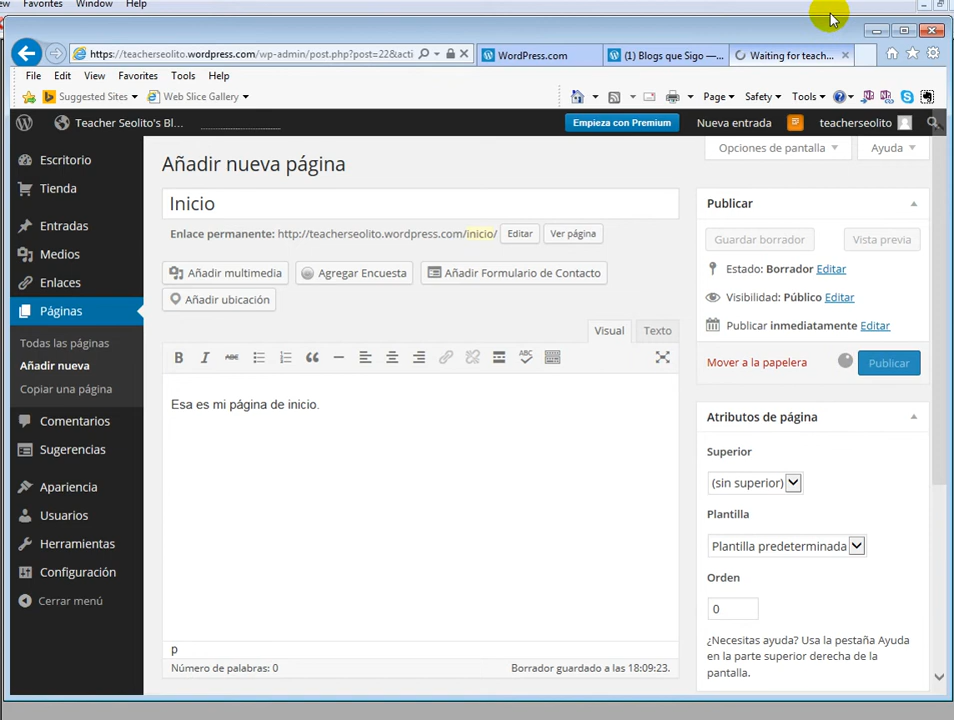 ew Favorites Window Help
https://teacherseolito.wordpress.com/wp-admin/post.php?post=22&acti
WordPress.com
(1) Blogs que Sigo —...
Waiting for teach...
File Edit View Favorites Tools Help
Suggested Sites
Web Slice Gallery
Page Safety Tools
Teacher Seolito's Bl...
Empieza con Premium
Nueva entrada
teacherseolito
Opciones de pantalla
Ayuda
Escritorio
Tienda
Entradas
Medios
Enlaces
Páginas
Todas las páginas
Añadir nueva
Copiar una página
Comentarios
Sugerencias
Apariencia
Usuarios
Herramientas
Configuración
Cerrar menú
Añadir nueva página
Inicio
Enlace permanente: http://teacherseolito.wordpress.com/inicio/ Editar Ver página
Añadir multimedia
Agregar Encuesta
Añadir Formulario de Contacto
Añadir ubicación
Visual Texto
B I ABC ABC
Esa es mi página de inicio.
p
Número de palabras: 0
Borrador guardado a las 18:09:23.
Publicar
Guardar borrador
Vista previa
Estado: Borrador Editar
Visibilidad: Público Editar
Publicar inmediatamente Editar
Mover a la papelera
Publicar
Atributos de página
Superior
(sin superior)
Plantilla
Plantilla predeterminada
Orden
0
¿Necesitas ayuda? Usa la pestaña Ayuda
en la parte superior derecha de la
pantalla.